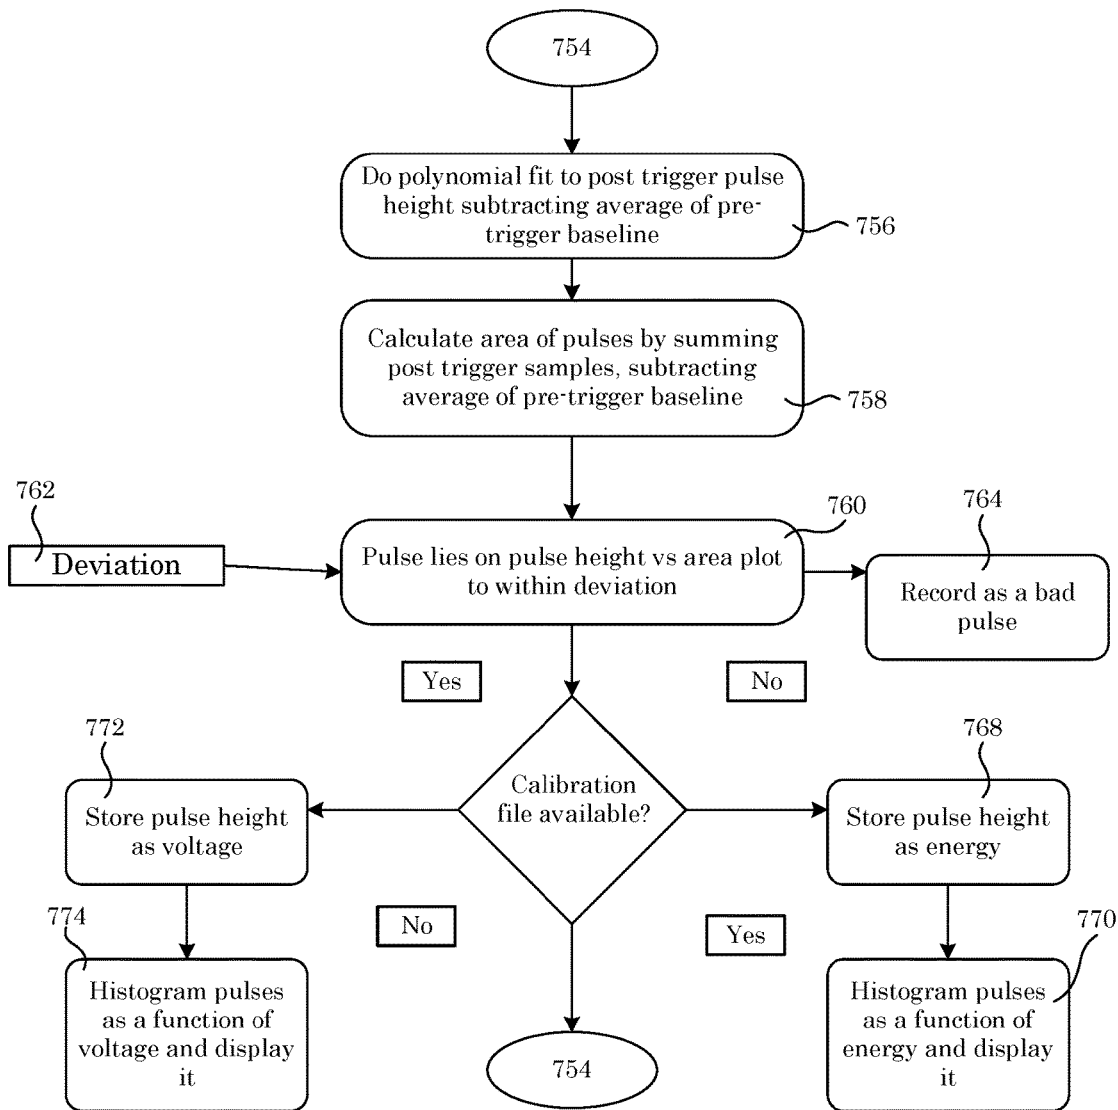 754
Do polynomial fit to post trigger pulse
height subtracting average of pre-
trigger baseline
756
Calculate area of pulses by summing
post trigger samples, subtracting
average of pre-trigger baseline
758
762
Deviation
760
Pulse lies on pulse height vs area plot
to within deviation
764
Record as a bad
pulse
Yes
No
772
Store pulse height
as voltage
Calibration
file available?
768
Store pulse height
as energy
774
Histogram pulses
as a function of
voltage and display
it
No
Yes
770
Histogram pulses
as a function of
energy and display
it
754